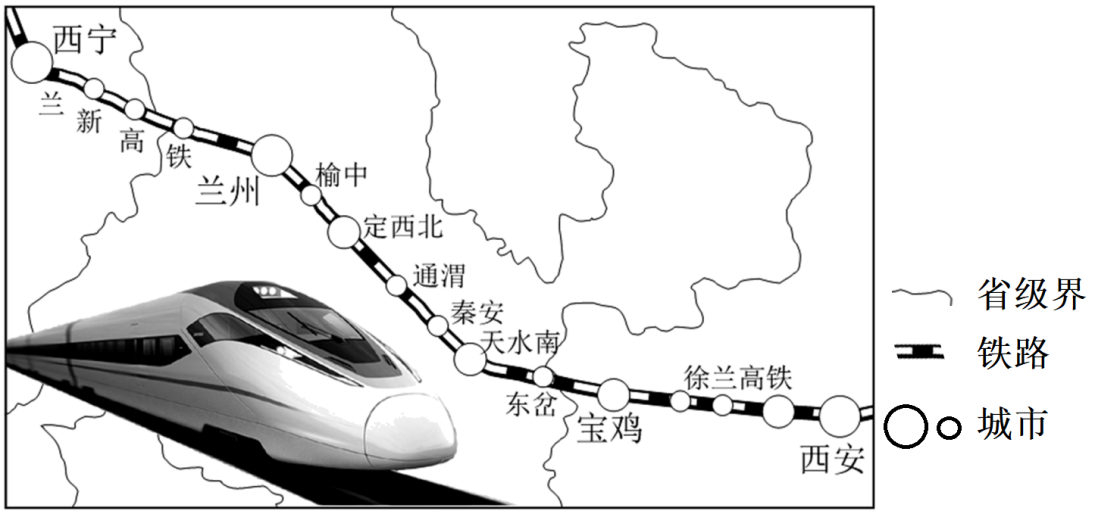 西宁
兰新高铁
兰州
榆中
定西北
通渭
秦安
天水南
东岔
宝鸡
徐兰高铁
西安
省级界
铁路
城市